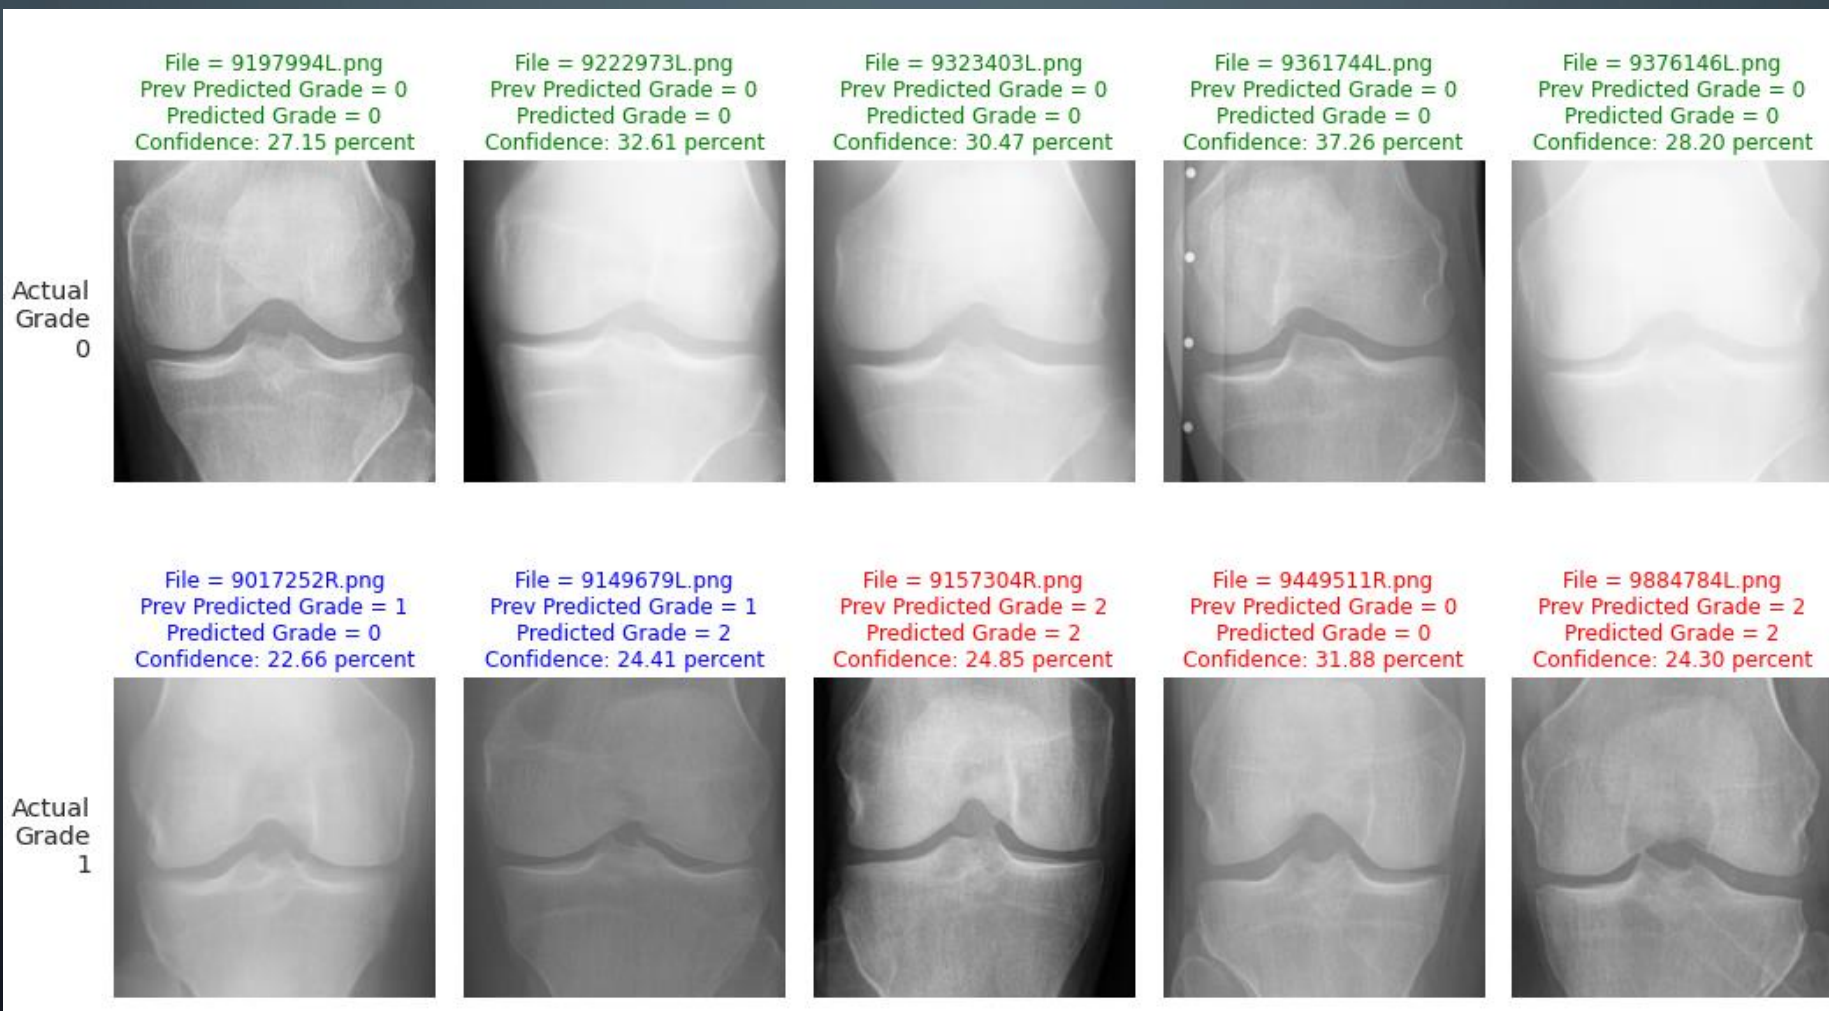 File = 9197994L.png
Prev Predicted Grade = 0
Predicted Grade = 0
Confidence: 27.15 percent
File = 9222973L.png
Prev Predicted Grade = 0
Predicted Grade = 0
Confidence: 32.61 percent
File = 9323403L.png
Prev Predicted Grade = 0
Predicted Grade = 0
Confidence: 30.47 percent
File = 9361744L.png
Prev Predicted Grade = 0
Predicted Grade = 0
Confidence: 37.26 percent
File = 9376146L.png
Prev Predicted Grade = 0
Predicted Grade = 0
Confidence: 28.20 percent
Actual
Grade
0
File = 9017252R.png
Prev Predicted Grade = 1
Predicted Grade = 0
Confidence: 22.66 percent
File = 9149679L.png
Prev Predicted Grade = 1
Predicted Grade = 2
Confidence: 24.41 percent
File = 9157304R.png
Prev Predicted Grade = 2
Predicted Grade = 2
Confidence: 24.85 percent
File = 9449511R.png
Prev Predicted Grade = 0
Predicted Grade = 0
Confidence: 31.88 percent
File = 9884784L.png
Prev Predicted Grade = 2
Predicted Grade = 2
Confidence: 24.30 percent
Actual
Grade
1